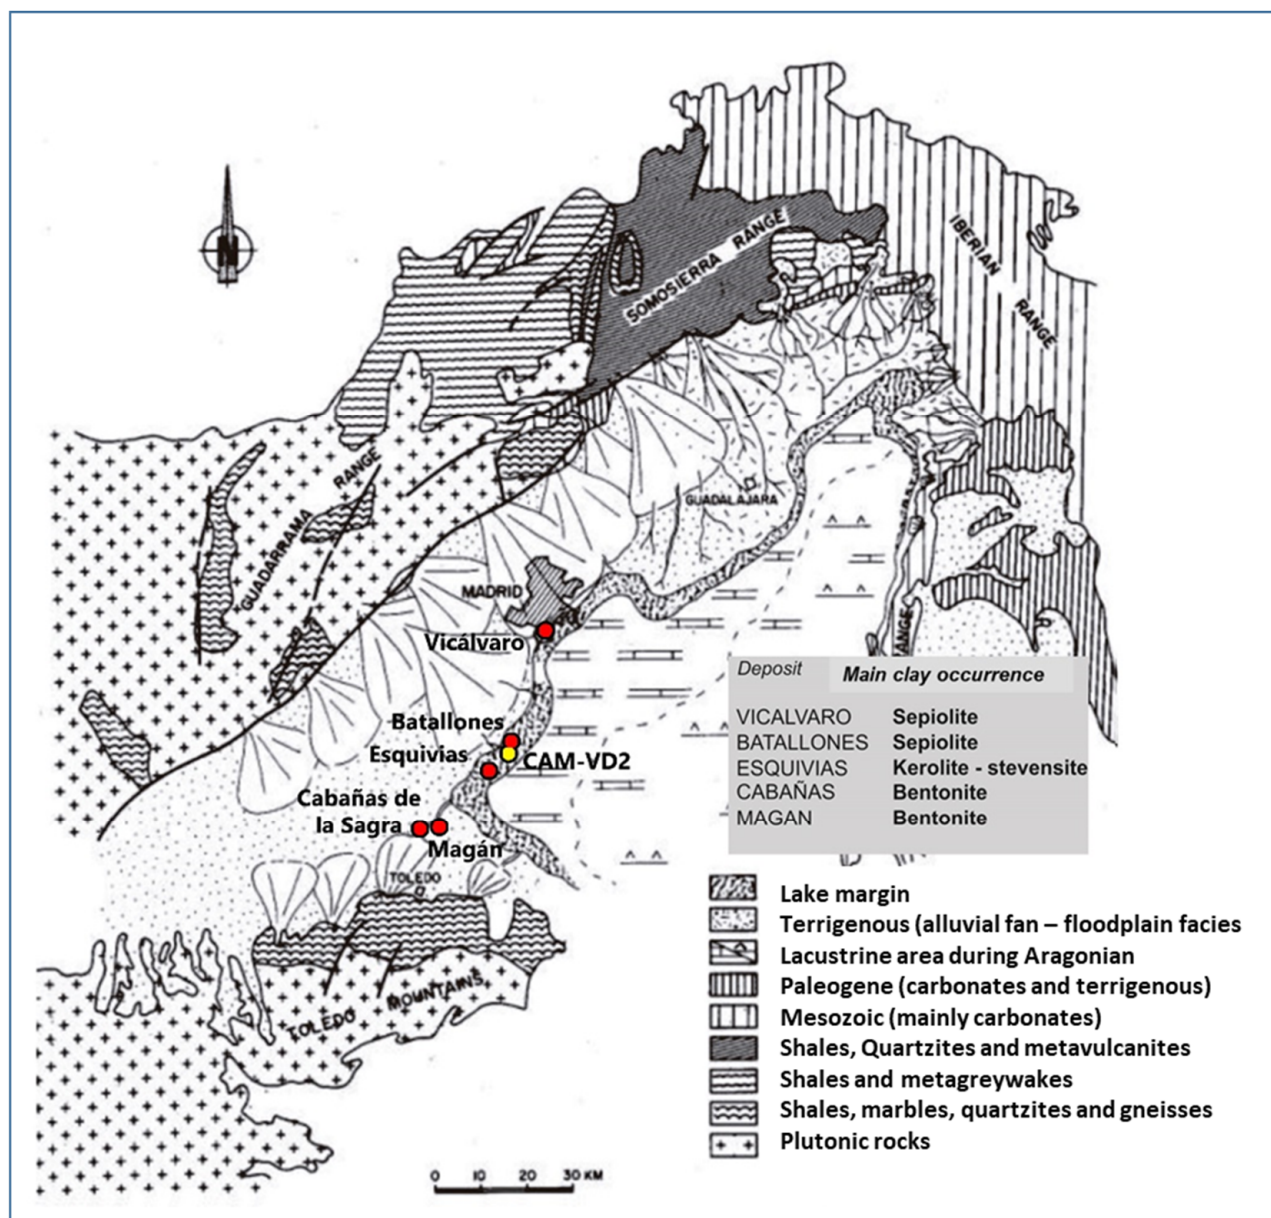 N
SOMOSIERRA RANGE
IBERIAN RANGE
GUADARRAMA RANGE
GUADALAJARA
MADRID
Vicálvaro
Batallones
Esquivias
CAM-VD2
Cabañas de
la Sagra
Magán
TOLEDO
TOLEDO MOUNTAINS
RANGE
Deposit Main clay occurrence
VICALVARO Sepiolite
BATALLONES Sepiolite
ESQUIVIAS Kerolite - stevensite
CABAÑAS Bentonite
MAGAN Bentonite
Lake margin
Terrigenous (alluvial fan – floodplain facies
Lacustrine area during Aragonian
Paleogene (carbonates and terrigenous)
Mesozoic (mainly carbonates)
Shales, Quartzites and metavulcanites
Shales and metagreywakes
Shales, marbles, quartzites and gneisses
Plutonic rocks
0 10 20 30 KM